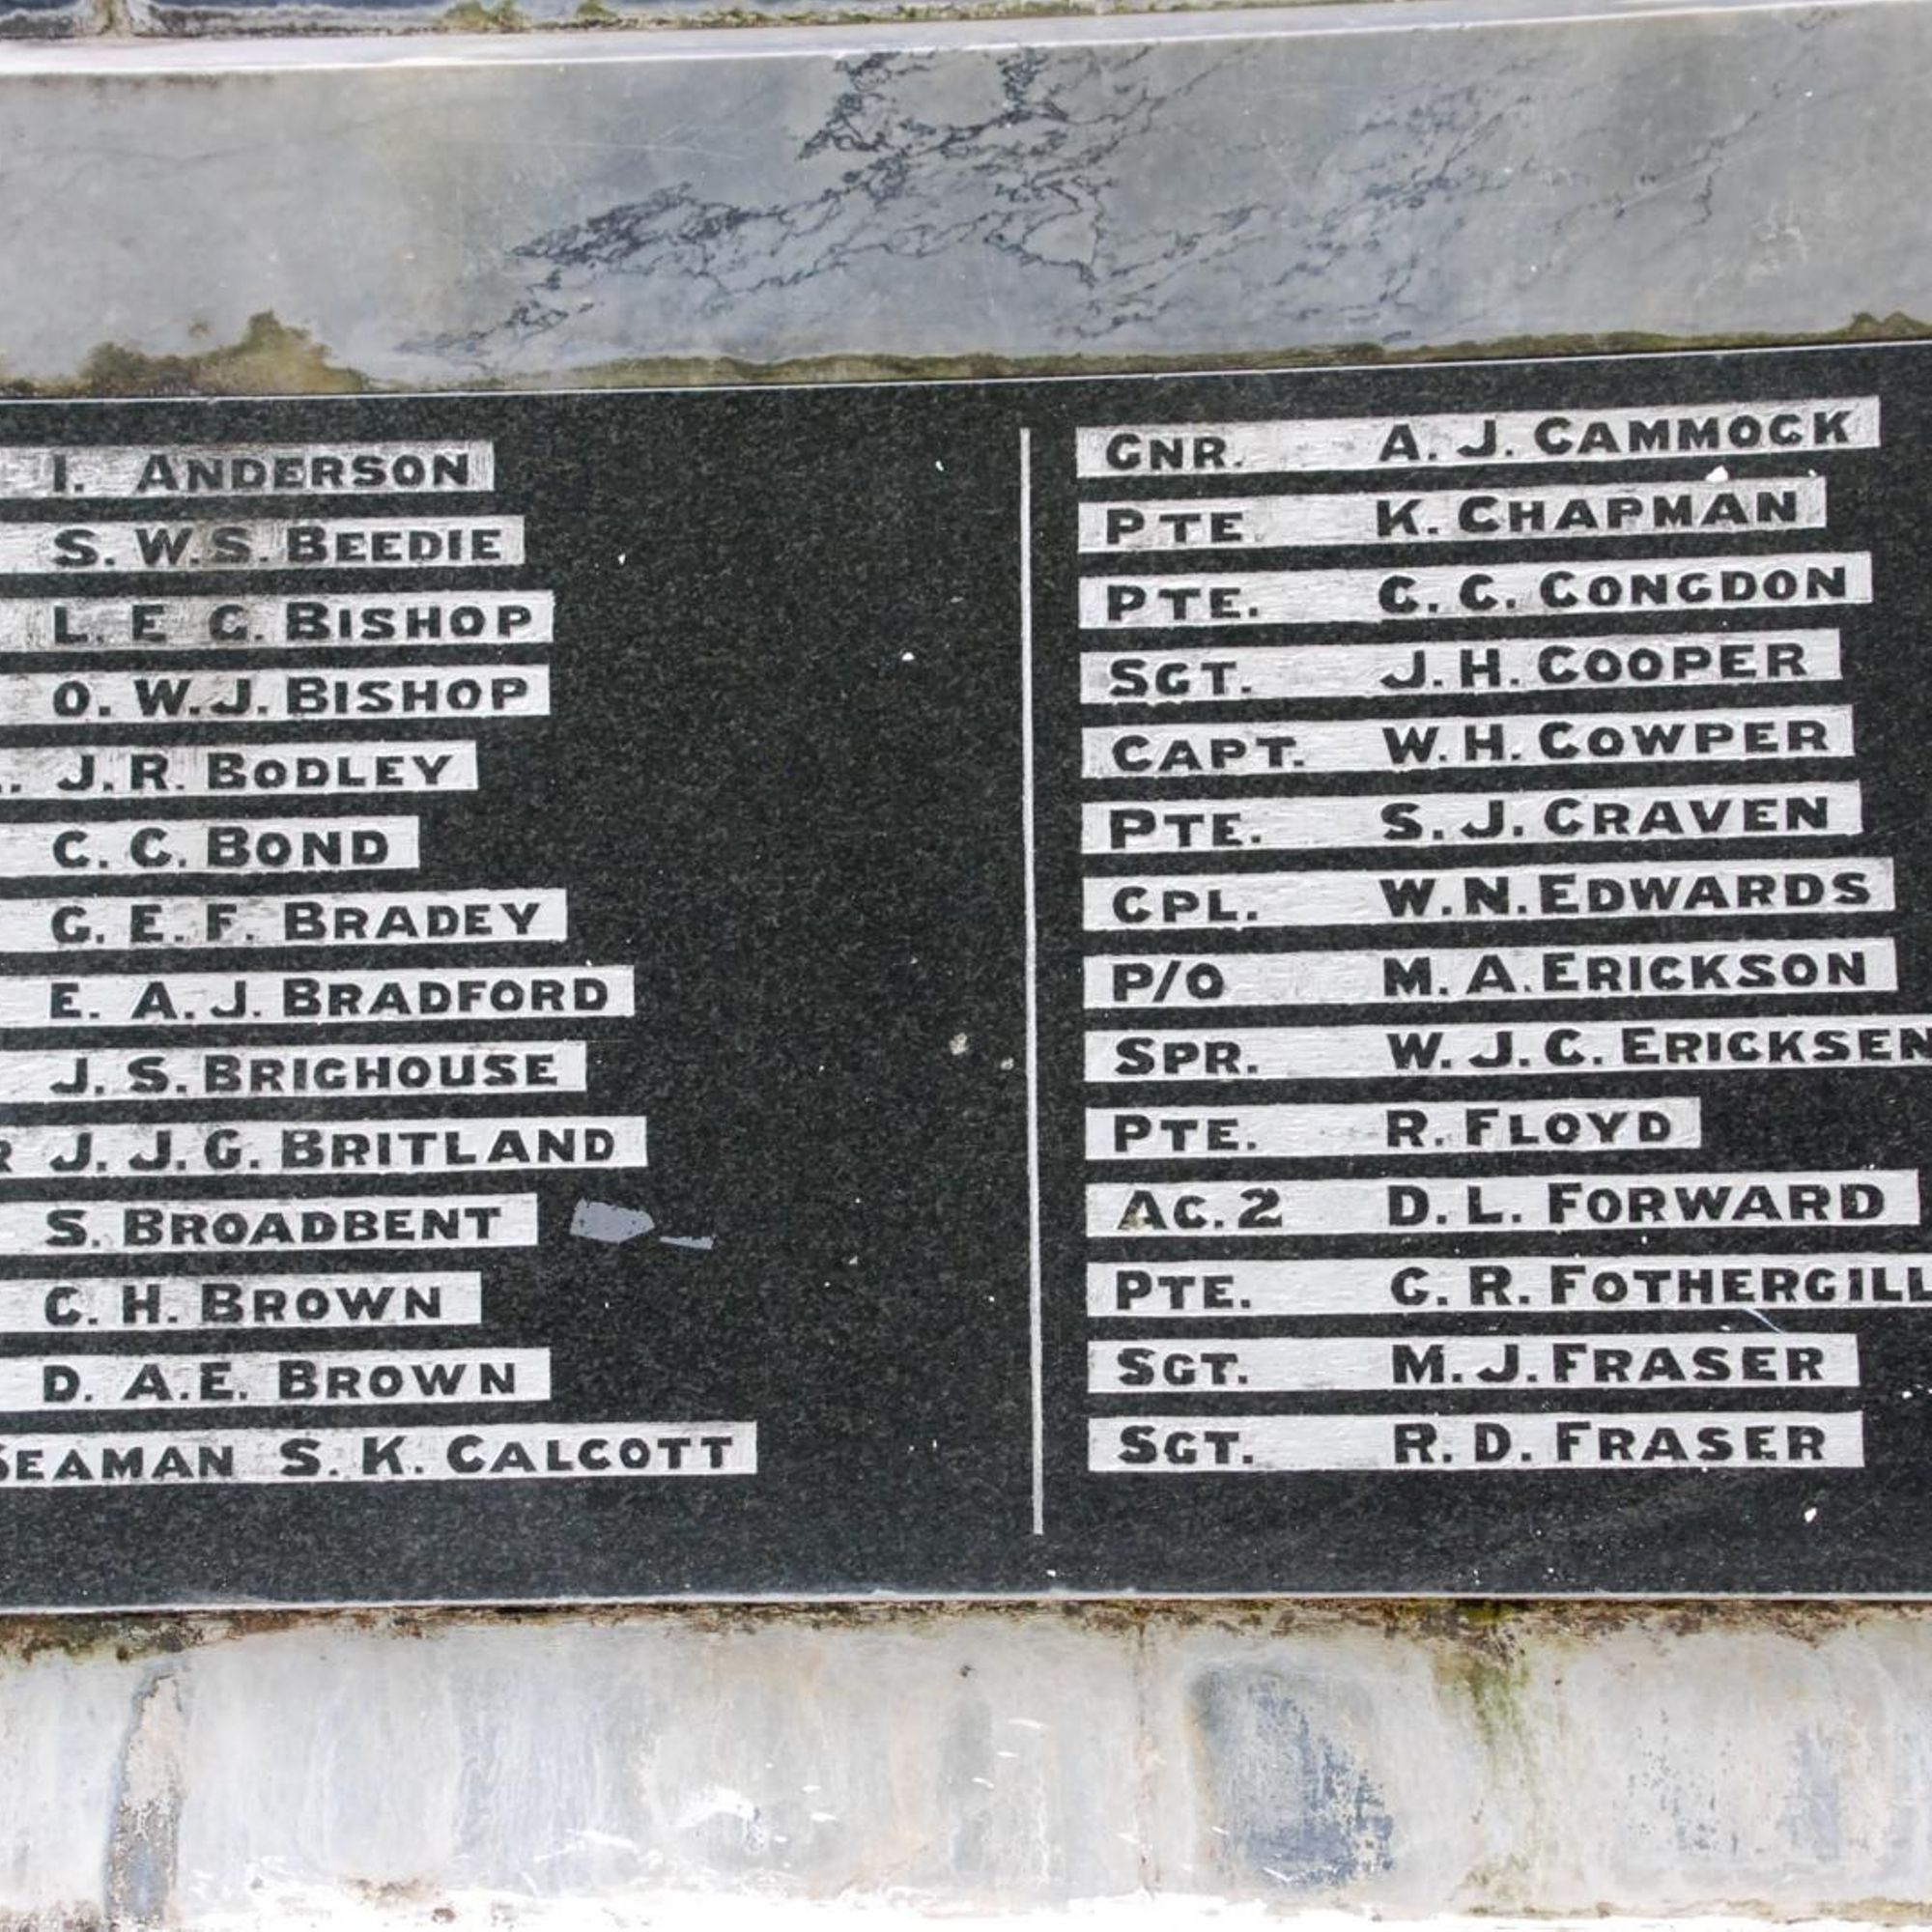 I. ANDERSON
S. W. S. BEEDIE
L. E G. BISHOP
O. W. J. BISHOP
J. R. BODLEY
C. C. BOND
G. E. F. BRADEY
E. A. J. BRADFORD
J. S. BRIGHOUSE
J. J. G. BRITLAND
S. BROADBENT
C. H. BROWN
D. A. E. BROWN
SEAMAN S. K. CALCOTT
GNR. A. J. CAMMOCK
PTE K. CHAPMAN
PTE. G. C. CONGDON
SGT. J. H. COOPER
CAPT. W. H. COWPER
PTE. S. J. CRAVEN
CPL. W. N. EDWARDS
P/O M. A. ERICKSON
SPR. W. J. C. ERICKSEN
PTE. R. FLOYD
AC. 2 D. L. FORWARD
PTE. G. R. FOTHERGILL
SGT. M. J. FRASER
SGT. R. D. FRASER